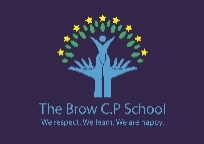 The Brow C.P School
We respect. We learn. We are happy.